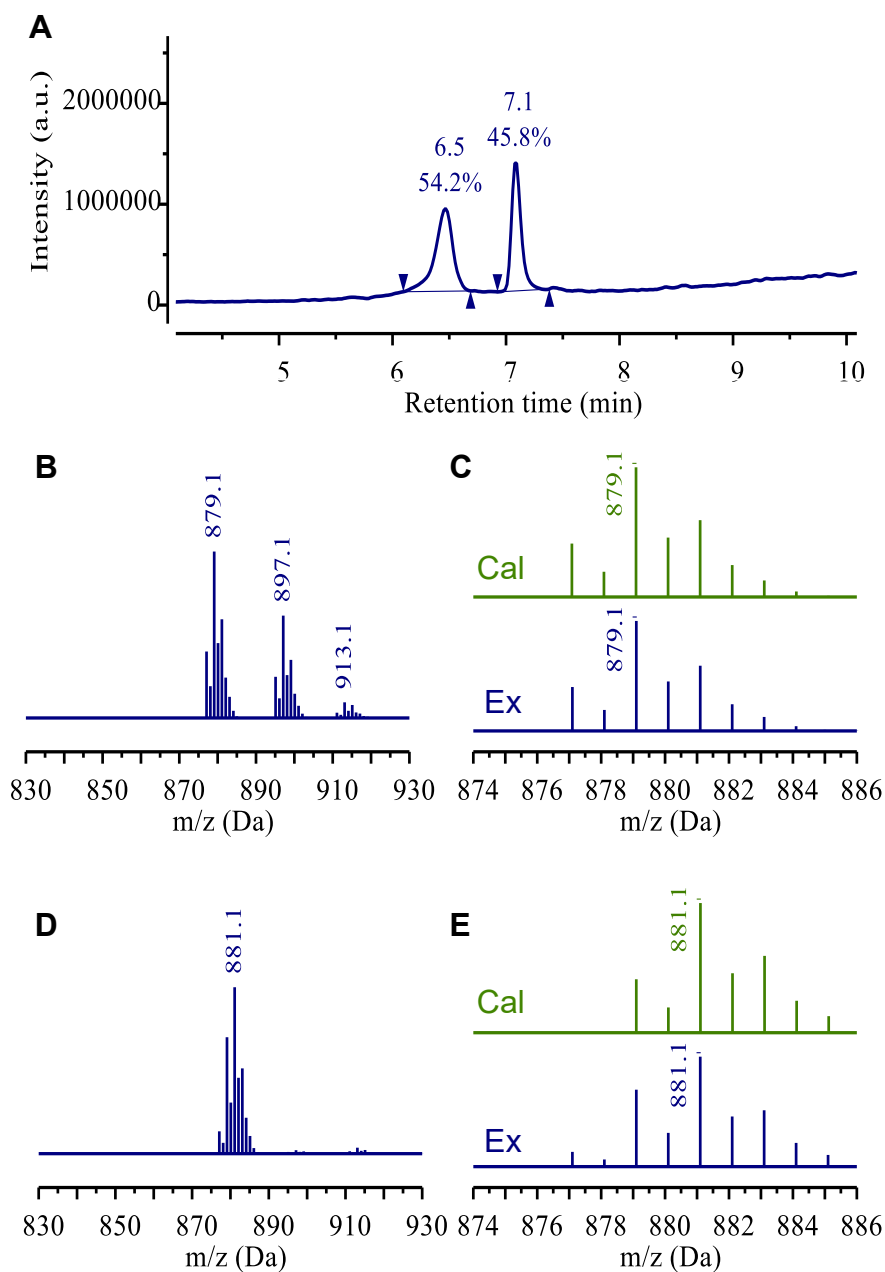 A
Intensity (a.u.)
2000000
1000000
0
6.5
54.2%
7.1
45.8%
5 6 7 8 9 10
Retention time (min)
B
879.1
897.1
913.1
830 850 870 890 910 930
m/z (Da)
C
879.1
Cal
879.1
Ex
874 876 878 880 882 884 886
m/z (Da)
D
881.1
830 850 870 890 910 930
m/z (Da)
E
881.1
Cal
881.1
Ex
874 876 878 880 882 884 886
m/z (Da)